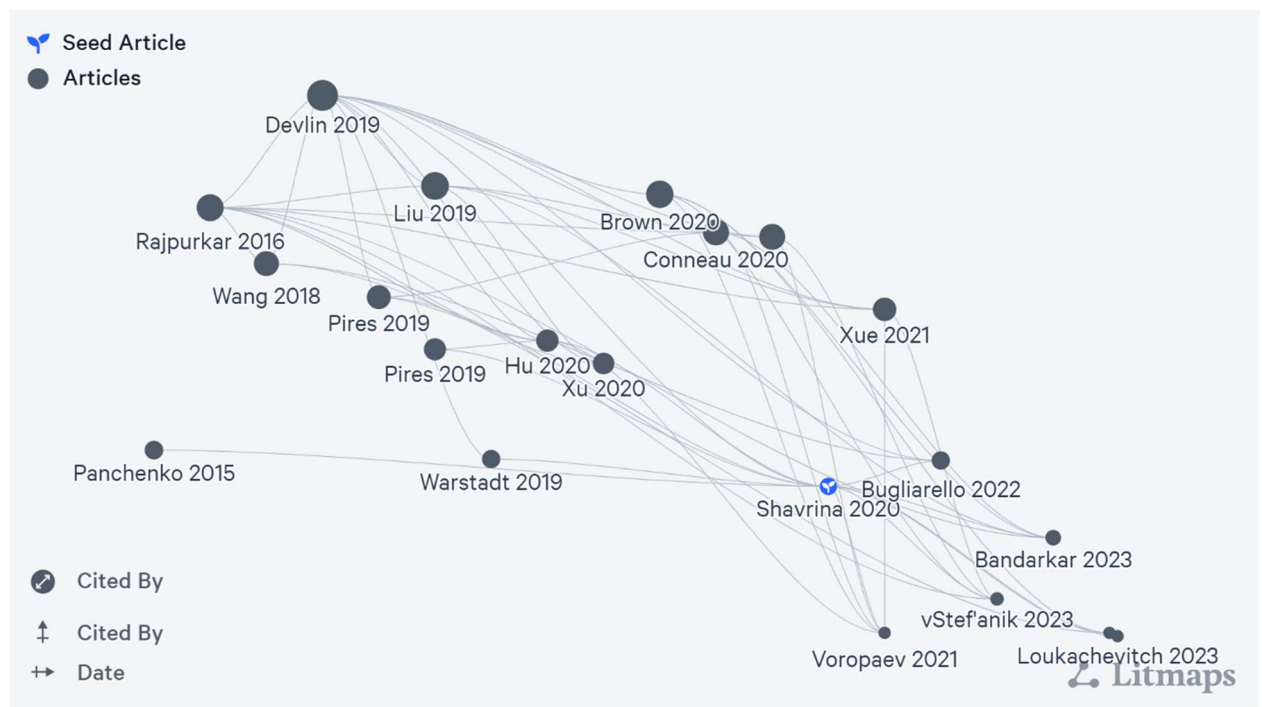 Seed Article
Articles
Devlin 2019
Liu 2019
Brown 2020
Rajpurkar 2016
Conneau 2020
Wang 2018
Pires 2019
Xue 2021
Hu 2020
Pires 2019
Xu 2020
Panchenko 2015
Warstadt 2019
Bugliarello 2022
Shavrina 2020
Bandarkar 2023
Cited By
vStef'anik 2023
Cited By
Voropaev 2021
Loukachevitch 2023
Date
Litmaps